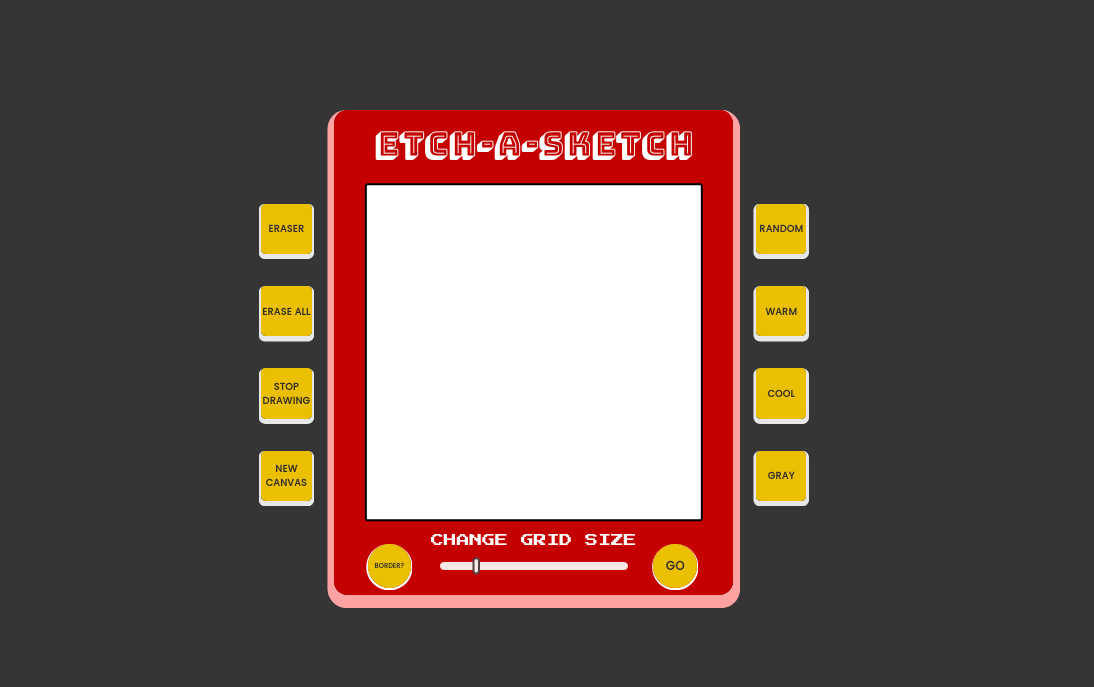 ETCH-A-SKETCH
ERASER
ERASE ALL
STOP
DRAWING
NEW
CANVAS
RANDOM
WARM
COOL
GRAY
CHANGE GRID SIZE
BORDER?
GO